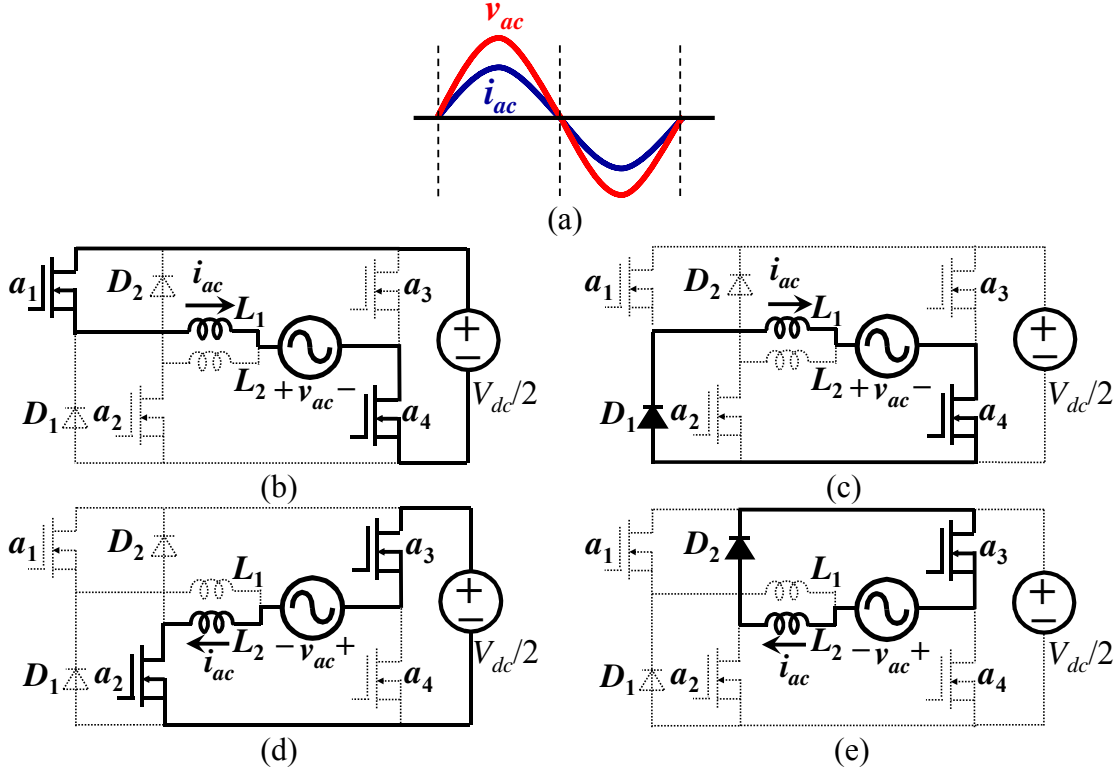 v_ac
i_ac
(a)
a_1 D_2 i_ac L_1 a_3 + −
D_1 a_2 L_2 + v_ac − a_4 V_dc/2
(b)
a_1 D_2 i_ac L_1 a_3 + −
D_1 a_2 L_2 + v_ac − a_4 V_dc/2
(c)
a_1 D_2 L_1 a_3 + −
D_1 a_2 i_ac L_2 − v_ac + a_4 V_dc/2
(d)
a_1 D_2 L_1 a_3 + −
D_1 a_2 i_ac L_2 − v_ac + a_4 V_dc/2
(e)